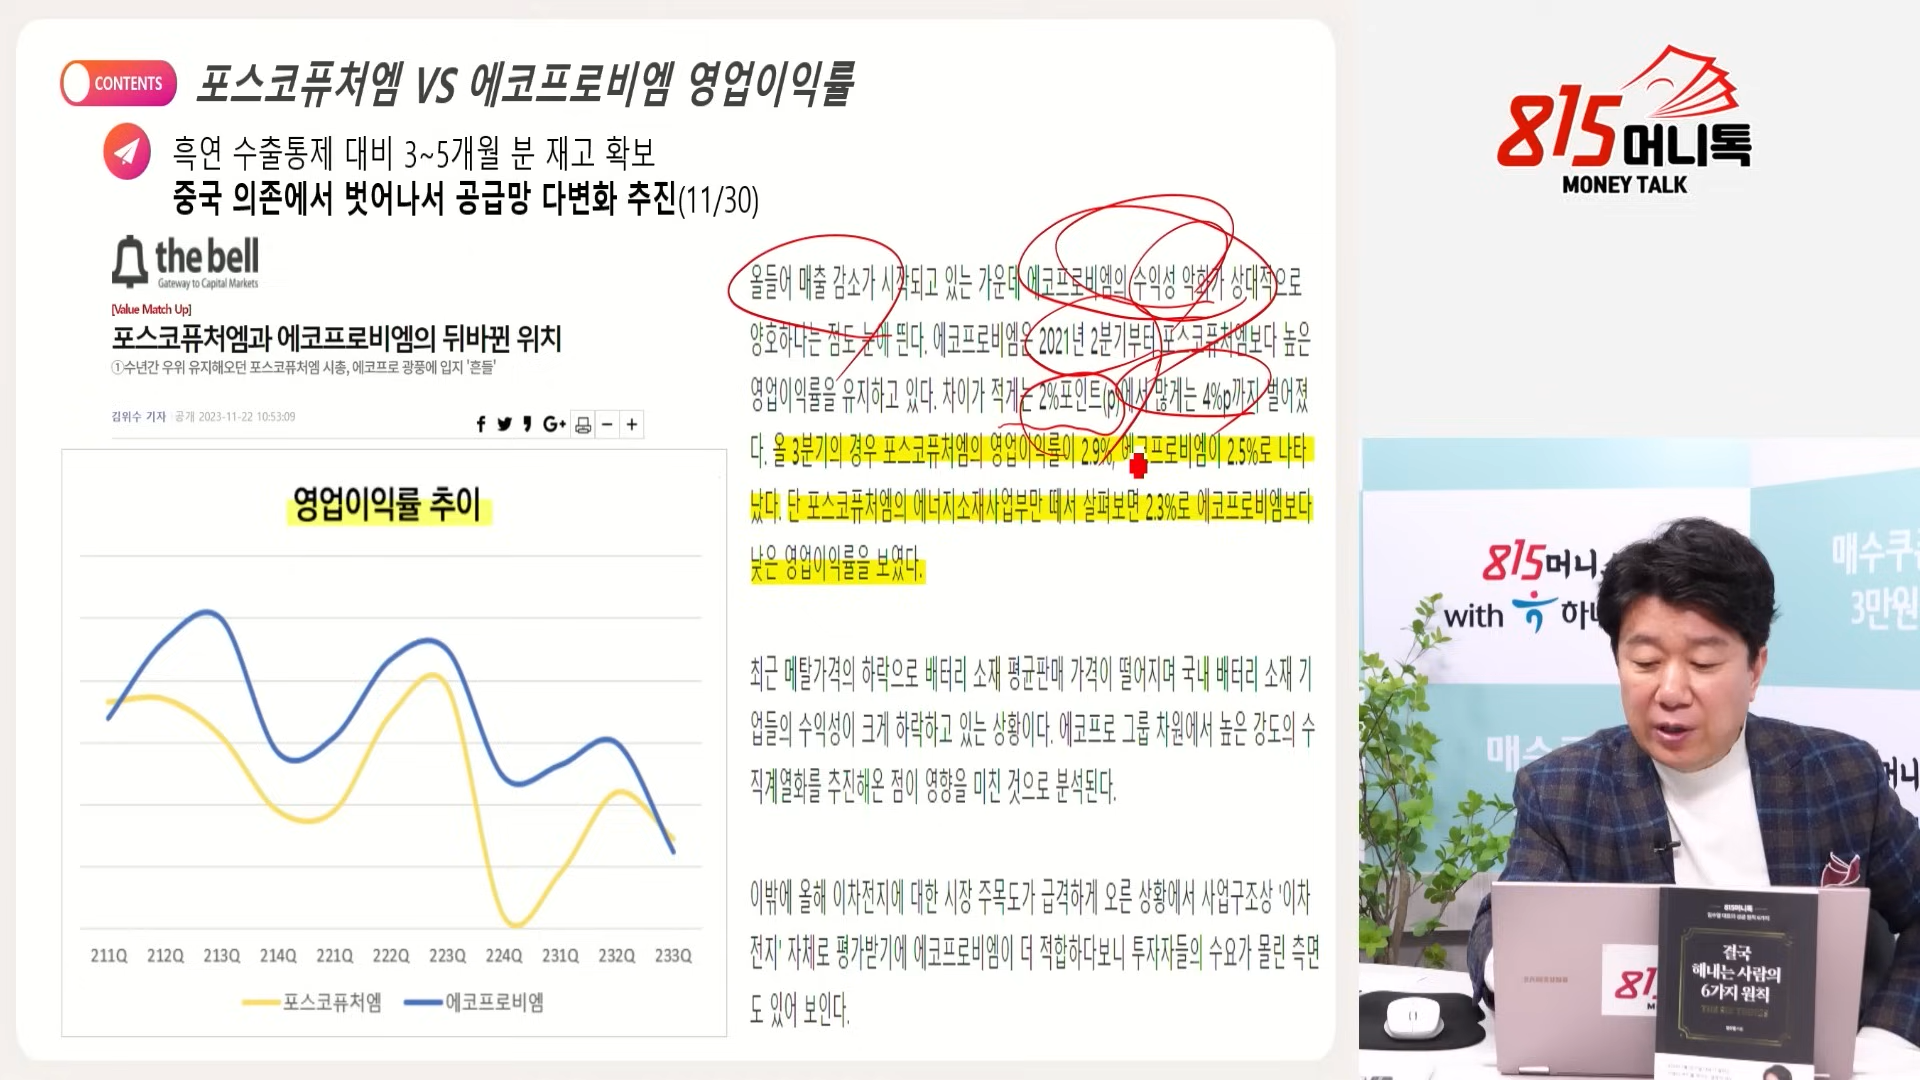 CONTENTS
포스코퓨처엠 VS 에코프로비엠 영업이익률
흑연 수출통제 대비 3~5개월 분 재고 확보
중국 의존에서 벗어나서 공급망 다변화 추진(11/30)
the bell
Gateway to Capital Markets
[Value Match Up]
포스코퓨처엠과 에코프로비엠의 뒤바뀐 위치
①수년간 우위 유지해오던 포스코퓨처엠 시총, 에코프로 광풍에 입지 '흔들'
김위수 기자 공개 2023-11-22 10:53:09
영업이익률 추이
211Q 212Q 213Q 214Q 221Q 222Q 223Q 224Q 231Q 232Q 233Q
포스코퓨처엠 에코프로비엠
올들어 매출 감소가 시작되고 있는 가운데 에코프로비엠의 수익성 악화가 상대적으로
양호하다는 점도 눈에 띈다. 에코프로비엠은 2021년 2분기부터 포스코퓨처엠보다 높은
영업이익률을 유지하고 있다. 차이가 적게는 2%포인트(p)에서 많게는 4%p까지 벌어졌
다. 올 3분기의 경우 포스코퓨처엠의 영업이익률이 2.9%, 에코프로비엠이 2.5%로 나타
났다. 단 포스코퓨처엠의 에너지소재사업부만 떼서 살펴보면 2.3%로 에코프로비엠보다
낮은 영업이익률을 보였다.
최근 메탈가격의 하락으로 배터리 소재 평균판매 가격이 떨어지며 국내 배터리 소재 기
업들의 수익성이 크게 하락하고 있는 상황이다. 에코프로 그룹 차원에서 높은 강도의 수
직계열화를 추진해온 점이 영향을 미친 것으로 분석된다.
이밖에 올해 이차전지에 대한 시장 주목도가 급격하게 오른 상황에서 사업구조상 '이차
전지' 자체로 평가받기에 에코프로비엠이 더 적합하다보니 투자자들의 수요가 몰린 측면
도 있어 보인다.
815머니톡
MONEY TALK
815머니
with 하
매수쿠
3만원
매수
머니
SAMSUNG
815머니톡
결국
해내는 사람의
6가지 원칙